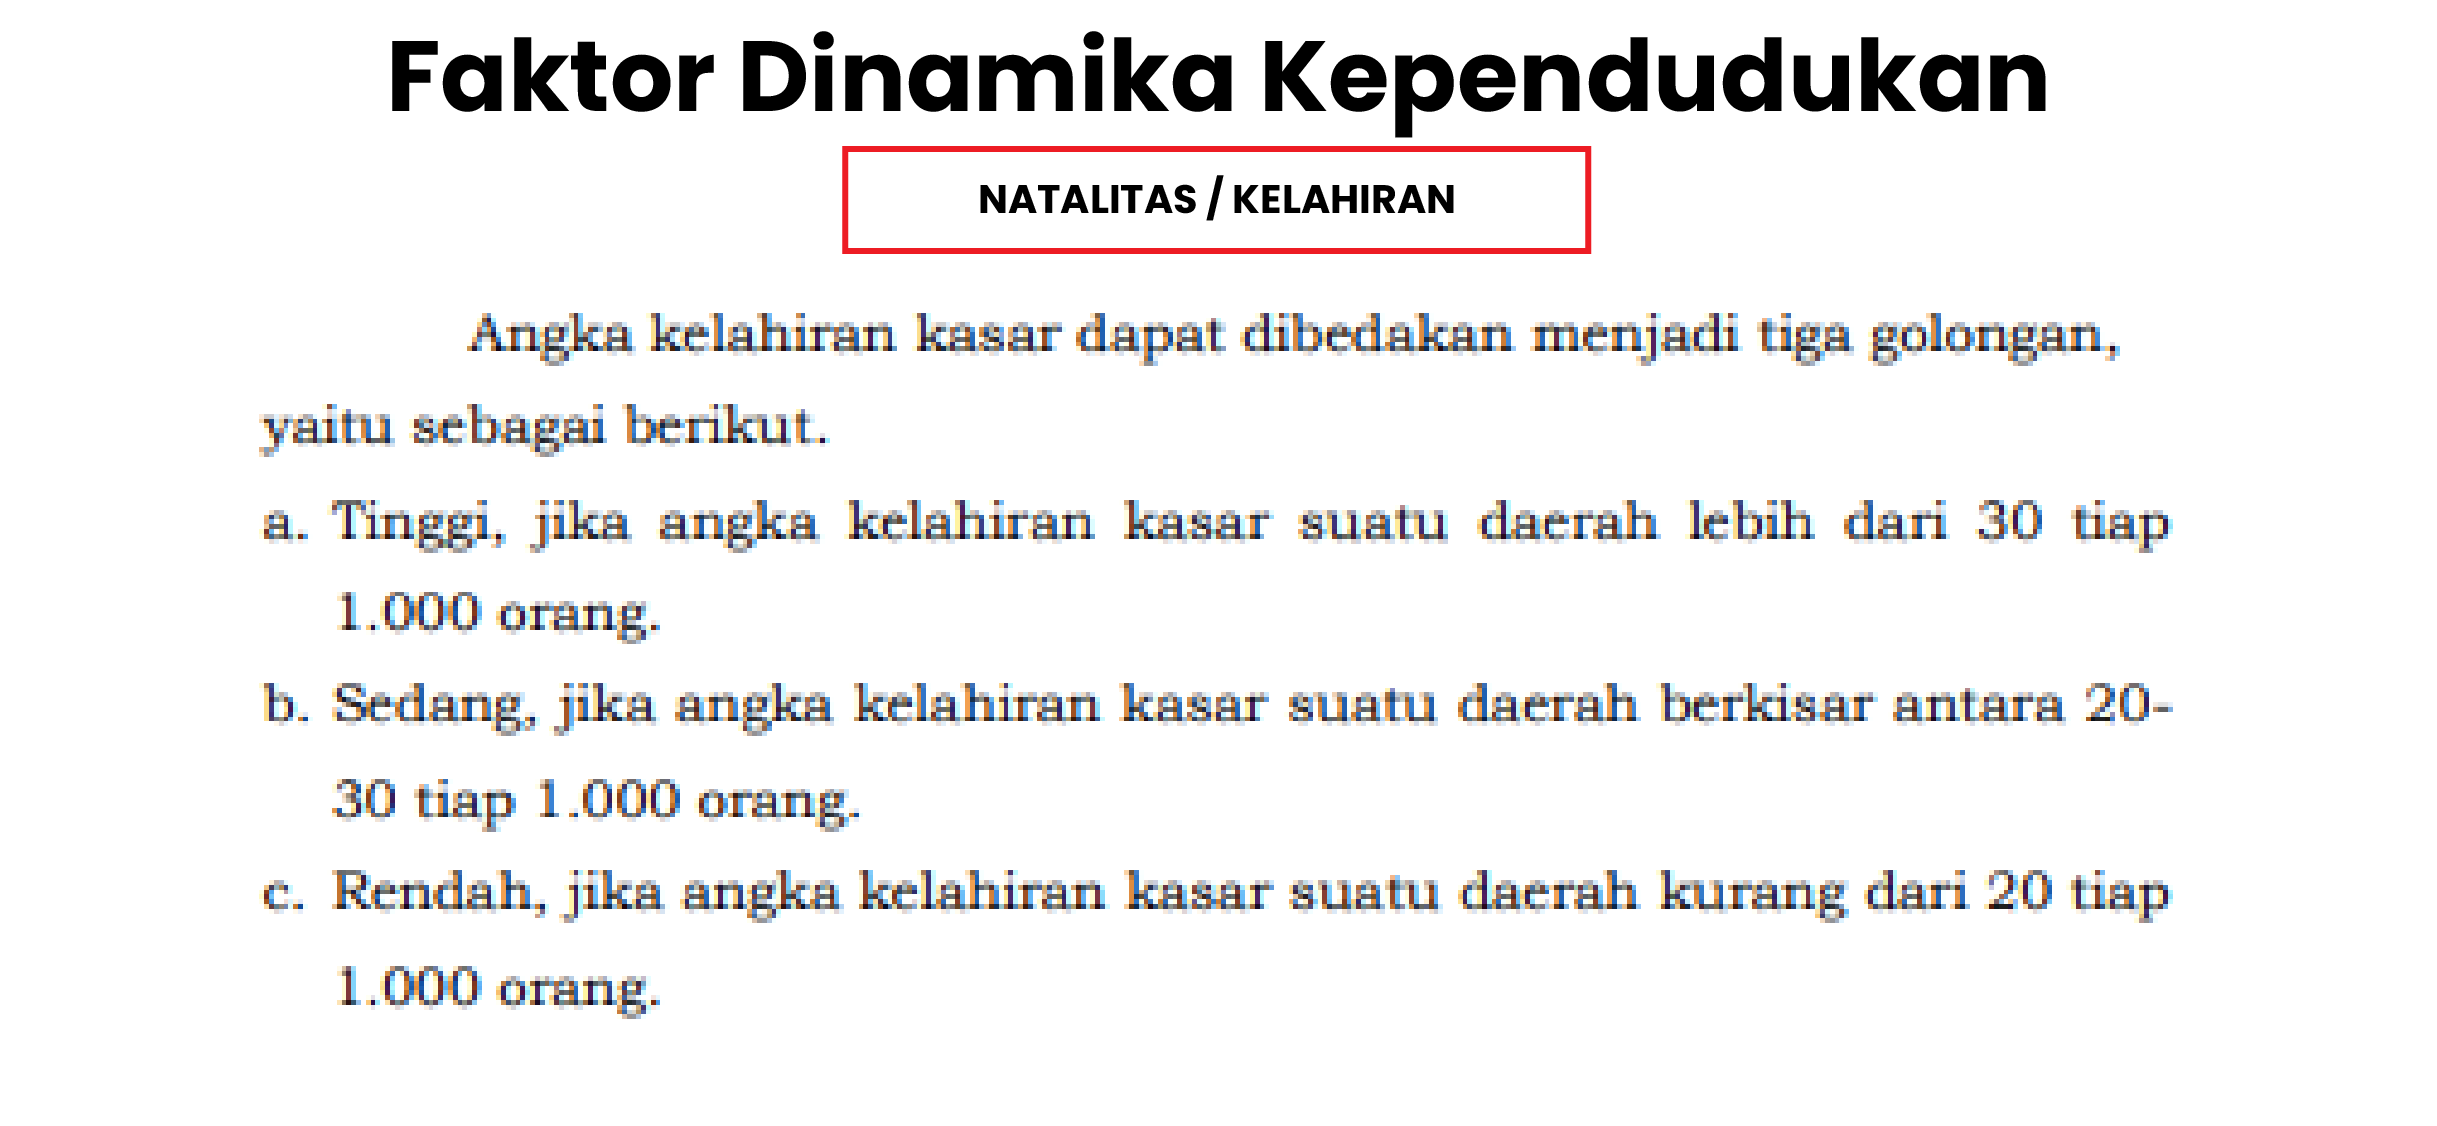 Faktor Dinamika Kependudukan
NATALITAS / KELAHIRAN
Angka kelahiran kasar dapat dibedakan menjadi tiga golongan,
yaitu sebagai berikut.
a. Tinggi, jika angka kelahiran kasar suatu daerah lebih dari 30 tiap
1.000 orang.
b. Sedang, jika angka kelahiran kasar suatu daerah berkisar antara 20-
30 tiap 1.000 orang.
c. Rendah, jika angka kelahiran kasar suatu daerah kurang dari 20 tiap
1.000 orang.